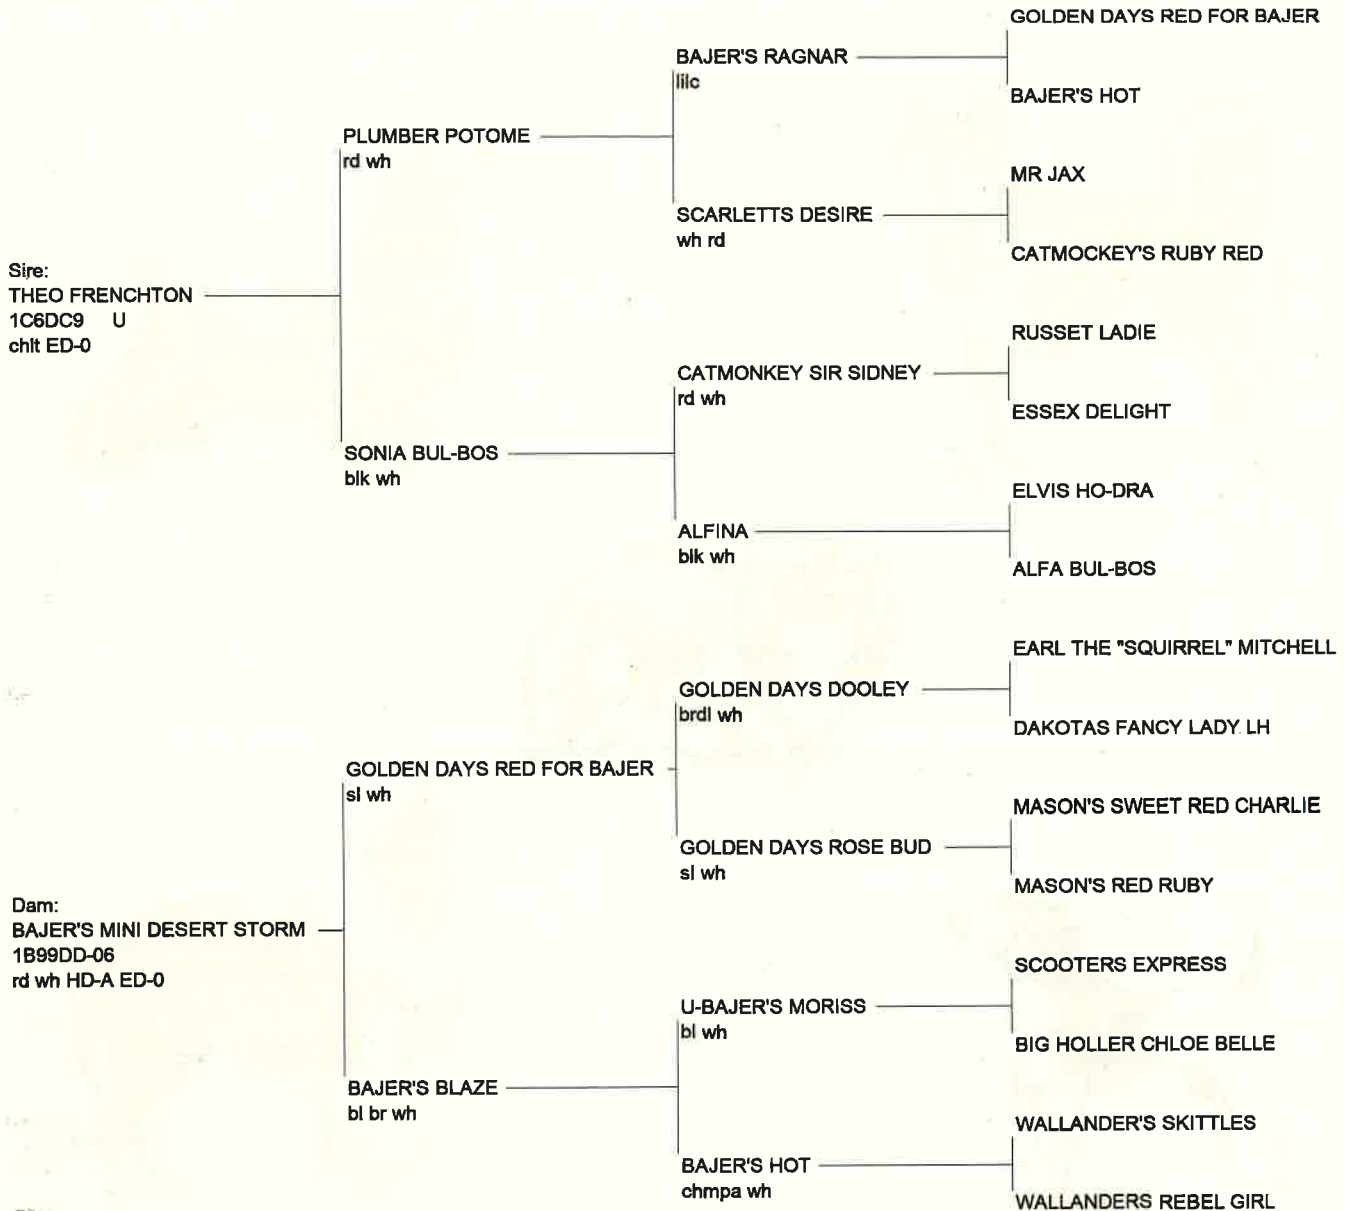 Sire:
THEO FRENCHTON
1C6DC9 U
chlt ED-0
PLUMBER POTOME
rd wh
BAJER'S RAGNAR
lilc
GOLDEN DAYS RED FOR BAJER
BAJER'S HOT
SCARLETTS DESIRE
wh rd
MR JAX
CATMOCKEY'S RUBY RED
SONIA BUL-BOS
blk wh
CATMONKEY SIR SIDNEY
rd wh
RUSSET LADIE
ESSEX DELIGHT
ALFINA
blk wh
ELVIS HO-DRA
ALFA BUL-BOS
Dam:
BAJER'S MINI DESERT STORM
1B99DD-06
rd wh HD-A ED-0
GOLDEN DAYS RED FOR BAJER
sl wh
GOLDEN DAYS DOOLEY
brdl wh
EARL THE "SQUIRREL" MITCHELL
DAKOTAS FANCY LADY LH
GOLDEN DAYS ROSE BUD
sl wh
MASON'S SWEET RED CHARLIE
MASON'S RED RUBY
BAJER'S BLAZE
bl br wh
U-BAJER'S MORISS
bl wh
SCOOTERS EXPRESS
BIG HOLLER CHLOE BELLE
BAJER'S HOT
chmpa wh
WALLANDER'S SKITTLES
WALLANDERS REBEL GIRL